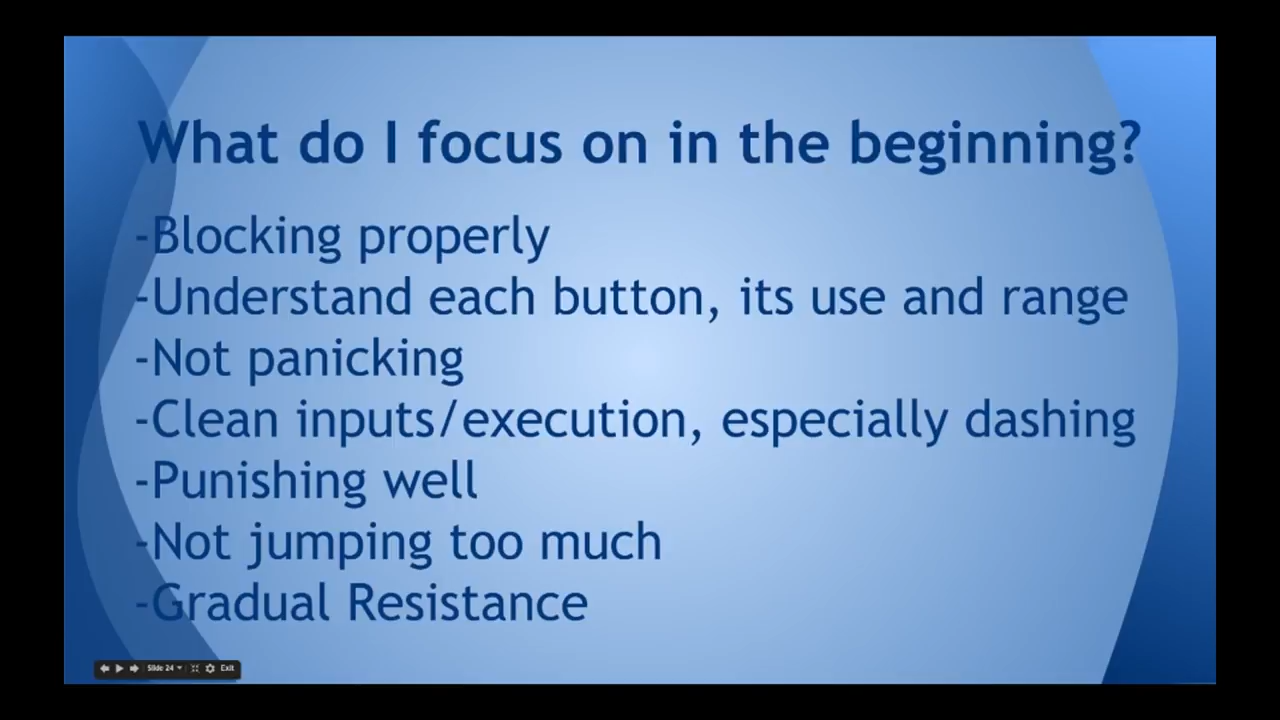 What do I focus on in the beginning?
-Blocking properly
-Understand each button, its use and range
-Not panicking
-Clean inputs/execution, especially dashing
-Punishing well
-Not jumping too much
-Gradual Resistance
Slide 24 Exit